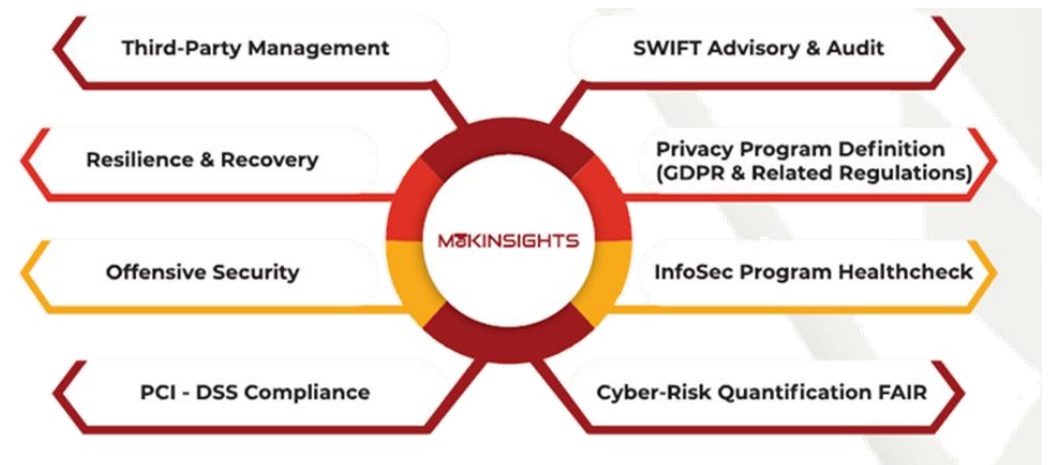 Third-Party Management
SWIFT Advisory & Audit
Resilience & Recovery
Privacy Program Definition
(GDPR & Related Regulations)
MAKINSIGHTS
Offensive Security
InfoSec Program Healthcheck
PCI - DSS Compliance
Cyber-Risk Quantification FAIR